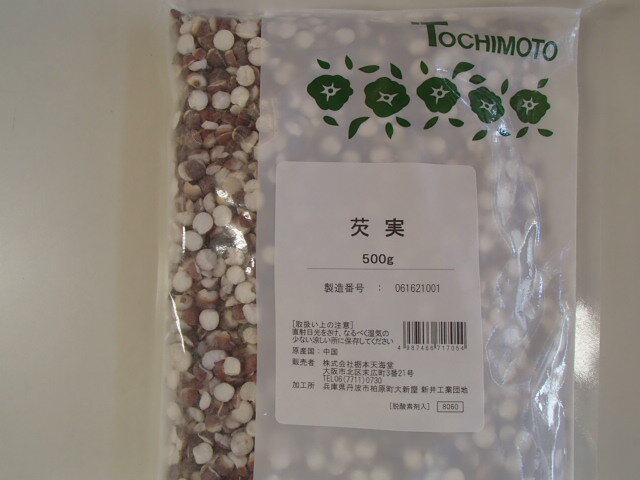 TOCHIMOTO
芡実
500g
製造番号 : 061621001
[取扱い上の注意]
直射日光をさけ、なるべく湿気の
少ない涼しい所に保存してください
原産国:中国
4987466717054
販売者 株式会社栃本天海堂
大阪市北区末広町3番21号
TEL06(7711)0730
加工所 兵庫県丹波市柏原町大新屋 新井工業団地
[脱酸素剤入] 8060